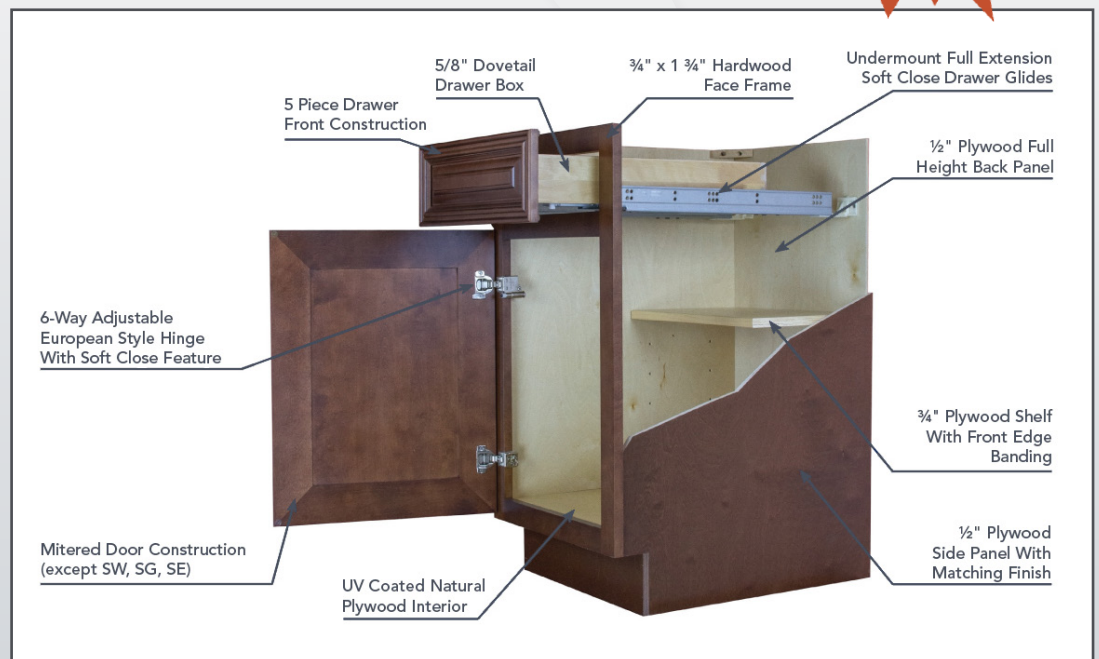 5/8" Dovetail
Drawer Box
¾" x 1 ¾" Hardwood
Face Frame
Undermount Full Extension
Soft Close Drawer Glides
5 Piece Drawer
Front Construction
½" Plywood Full
Height Back Panel
6-Way Adjustable
European Style Hinge
With Soft Close Feature
¾" Plywood Shelf
With Front Edge
Banding
Mitered Door Construction
(except SW, SG, SE)
UV Coated Natural
Plywood Interior
½" Plywood
Side Panel With
Matching Finish